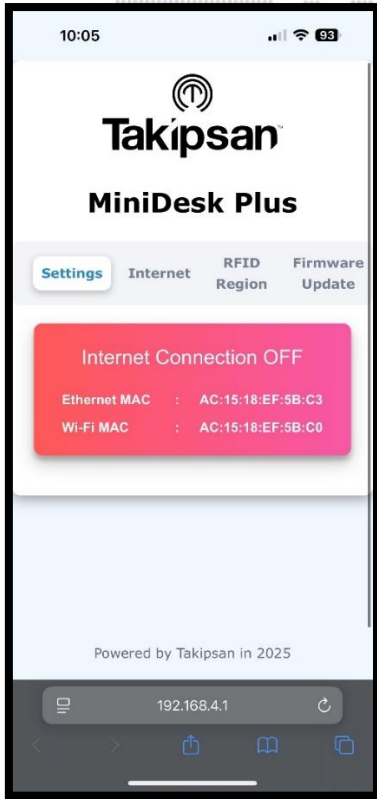 10:05
93
Takipsan
MiniDesk Plus
Settings
Internet
RFID
Region
Firmware
Update
Internet Connection OFF
Ethernet MAC : AC:15:18:EF:5B:C3
Wi-Fi MAC : AC:15:18:EF:5B:C0
Powered by Takipsan in 2025
192.168.4.1